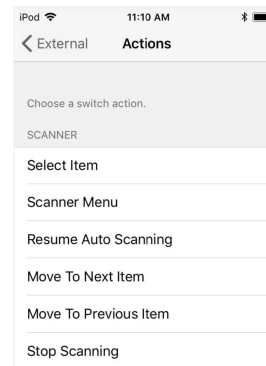 iPod 11:10 AM
External Actions
Choose a switch action.
SCANNER
Select Item
Scanner Menu
Resume Auto Scanning
Move To Next Item
Move To Previous Item
Stop Scanning